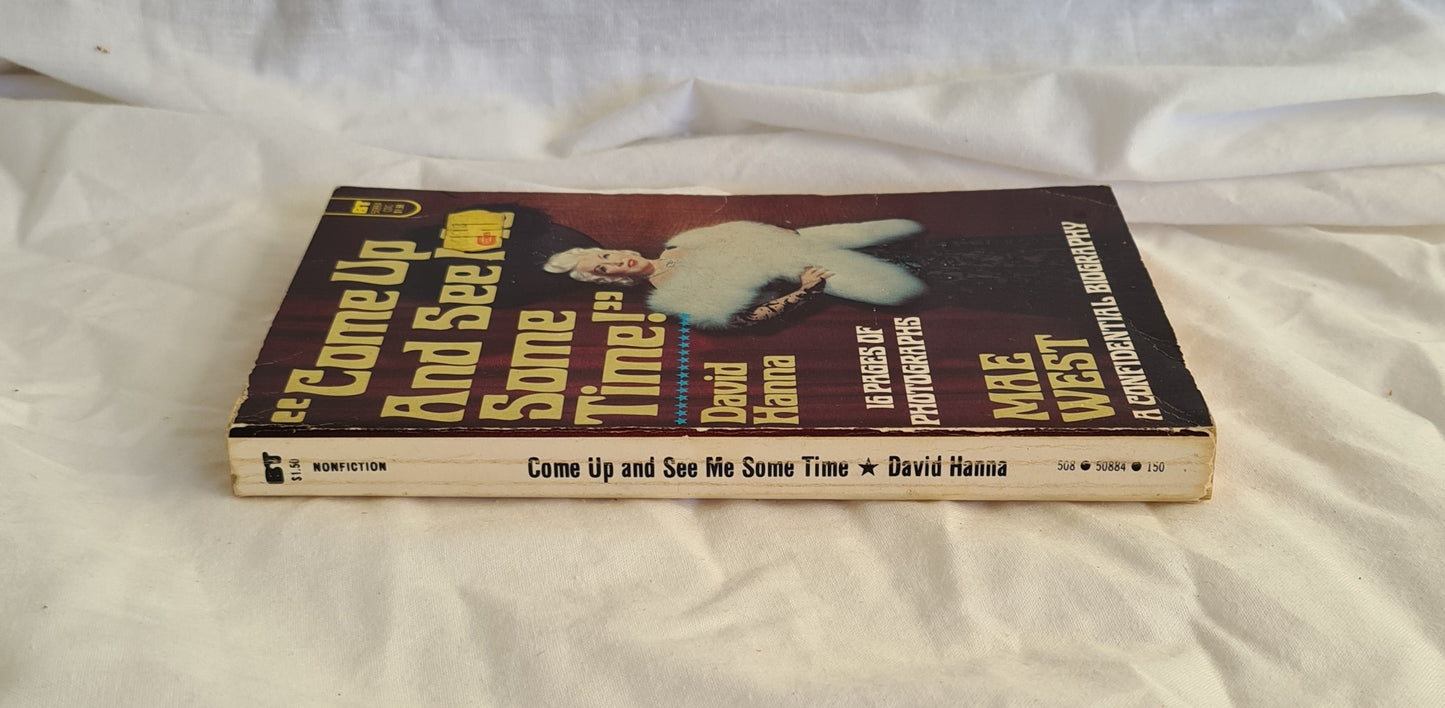 BT
"Come Up
And See
Some
Time!"
David
Hanna
16 PAGES OF
PHOTOGRAPHS
MAE
WEST
A CONFIDENTIAL BIOGRAPHY
BT
$1.50
NONFICTION
Come Up and See Me Some Time ★ David Hanna
508 ● 50884 ● 150